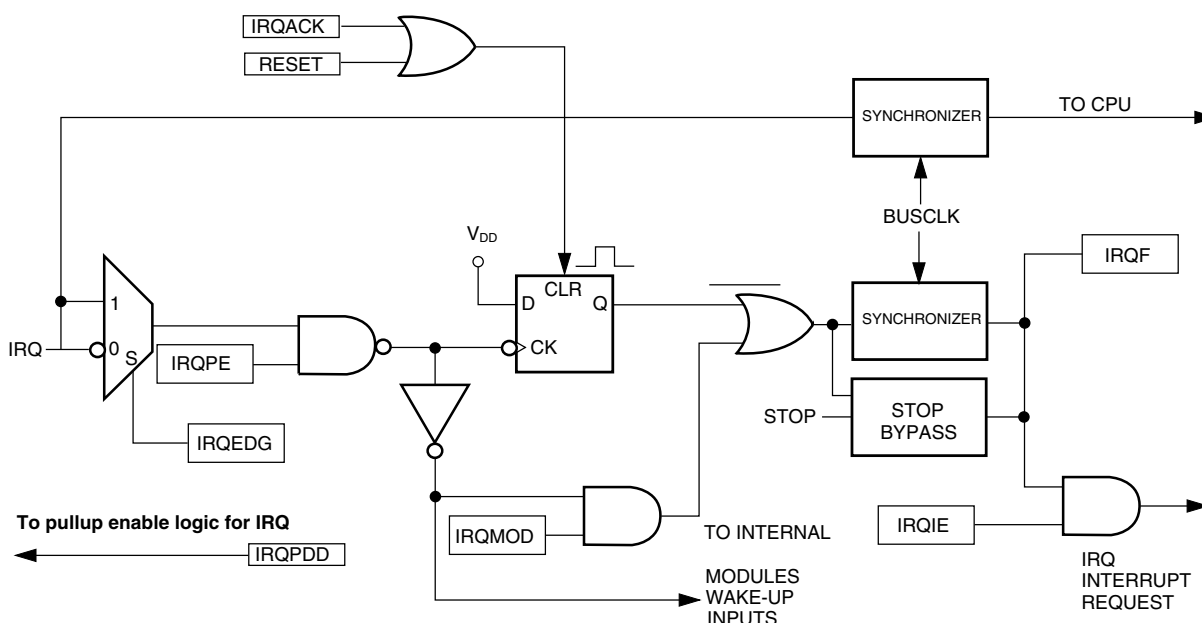 IRQACK
RESET
SYNCHRONIZER
TO CPU
BUSCLK
VDD
IRQF
CLR
D
Q
1
SYNCHRONIZER
IRQ
0
S
IRQPE
CK
STOP
STOP
BYPASS
IRQEDG
To pullup enable logic for IRQ
IRQPDD
IRQMOD
TO INTERNAL
MODULES
WAKE-UP
INPUTS
IRQIE
IRQ
INTERRUPT
REQUEST